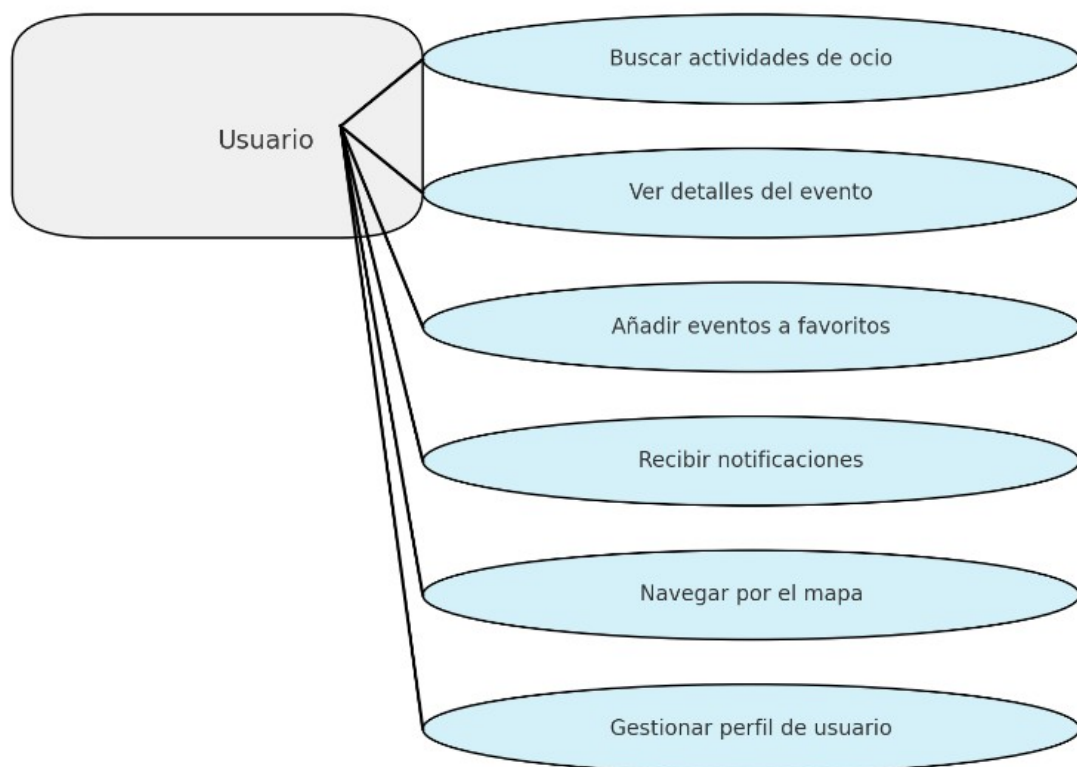 Usuario
Buscar actividades de ocio
Ver detalles del evento
Añadir eventos a favoritos
Recibir notificaciones
Navegar por el mapa
Gestionar perfil de usuario